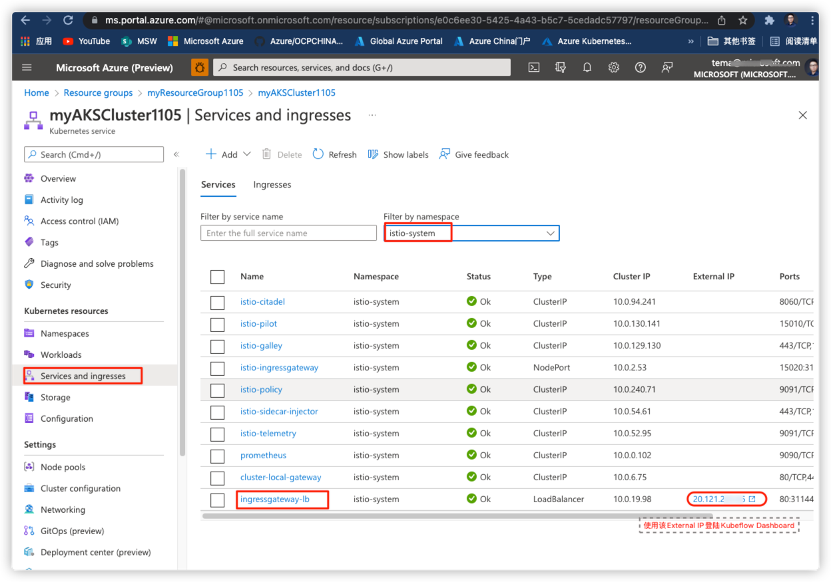 ms.portal.azure.com/#@microsoft.onmicrosoft.com/resource/subscriptions/e0c6ee30-5425-4a43-b5c7-5cedadc57797/resourceGroup...
应用 YouTube MSW Microsoft Azure Azure/OCPCHINA... Global Azure Portal Azure China门户 Azure Kubernetes... » 其他书签 阅读清单
Microsoft Azure (Preview) Search resources, services, and docs (G+/)
MICROSOFT (MICROSOFT....
Home > Resource groups > myResourceGroup1105 > myAKSCluster1105
myAKSCluster1105 | Services and ingresses ...
Kubernetes service
Search (Cmd+/) « Add Delete Refresh Show labels Give feedback
Overview
Activity log
Access control (IAM)
Tags
Diagnose and solve problems
Security
Kubernetes resources
Namespaces
Workloads
Services and ingresses
Storage
Configuration
Settings
Node pools
Cluster configuration
Networking
GitOps (preview)
Deployment center (preview)
Services Ingresses
Filter by service name Filter by namespace
Enter the full service name istio-system
Name Namespace Status Type Cluster IP External IP Ports
istio-citadel istio-system Ok ClusterIP 10.0.94.241 8060/TCP
istio-pilot istio-system Ok ClusterIP 10.0.130.141 15010/TC
istio-galley istio-system Ok ClusterIP 10.0.129.130 443/TCP,1
istio-ingressgateway istio-system Ok NodePort 10.0.2.53 15020:31
istio-policy istio-system Ok ClusterIP 10.0.240.71 9091/TCF
istio-sidecar-injector istio-system Ok ClusterIP 10.0.54.61 443/TCP,
istio-telemetry istio-system Ok ClusterIP 10.0.52.95 9091/TCF
prometheus istio-system Ok ClusterIP 10.0.0.102 9090/TCF
cluster-local-gateway istio-system Ok ClusterIP 10.0.6.75 80/TCP,4
ingressgateway-lb istio-system Ok LoadBalancer 10.0.19.98 20.121.2 80:31144
使用该External IP登陆Kubeflow Dashboard